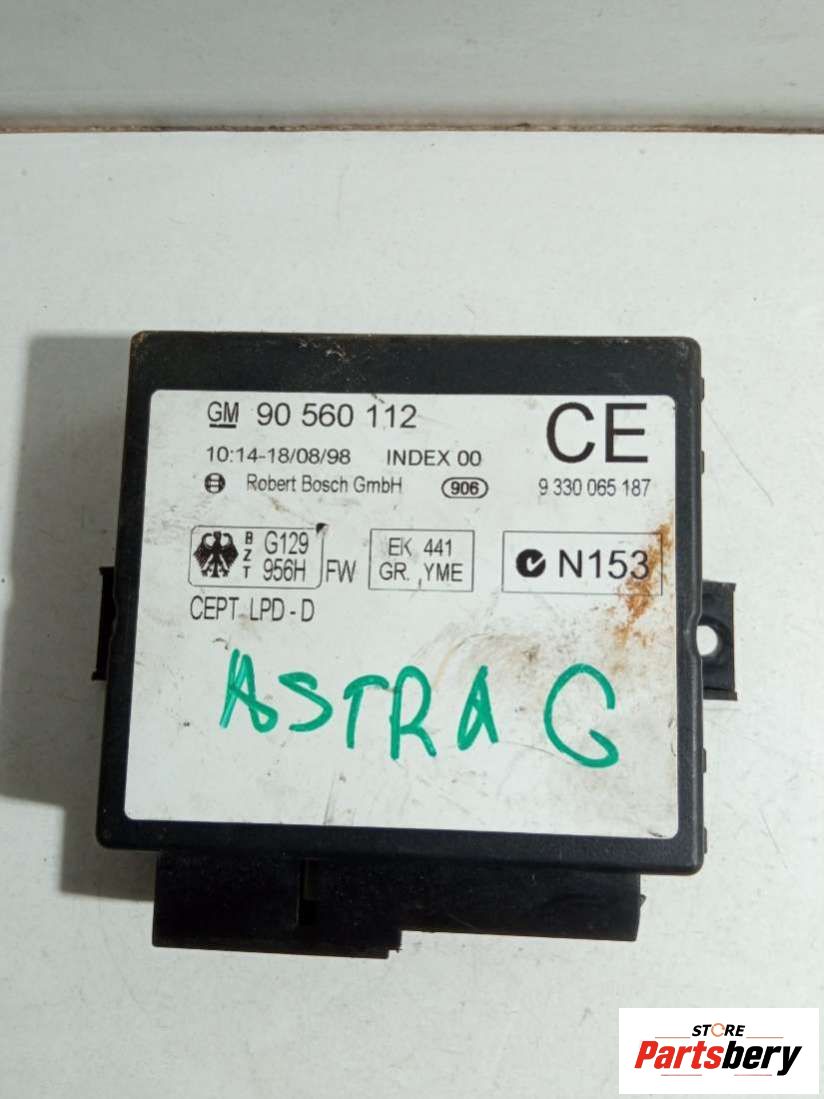 GM 90 560 112
CE
10:14-18/08/98 INDEX 00
Robert Bosch GmbH 906 9 330 065 187
BZT G129 956H FW
EK 441
GR. YME
N153
CEPT LPD-D
ASTRA G
STORE
Partsbery